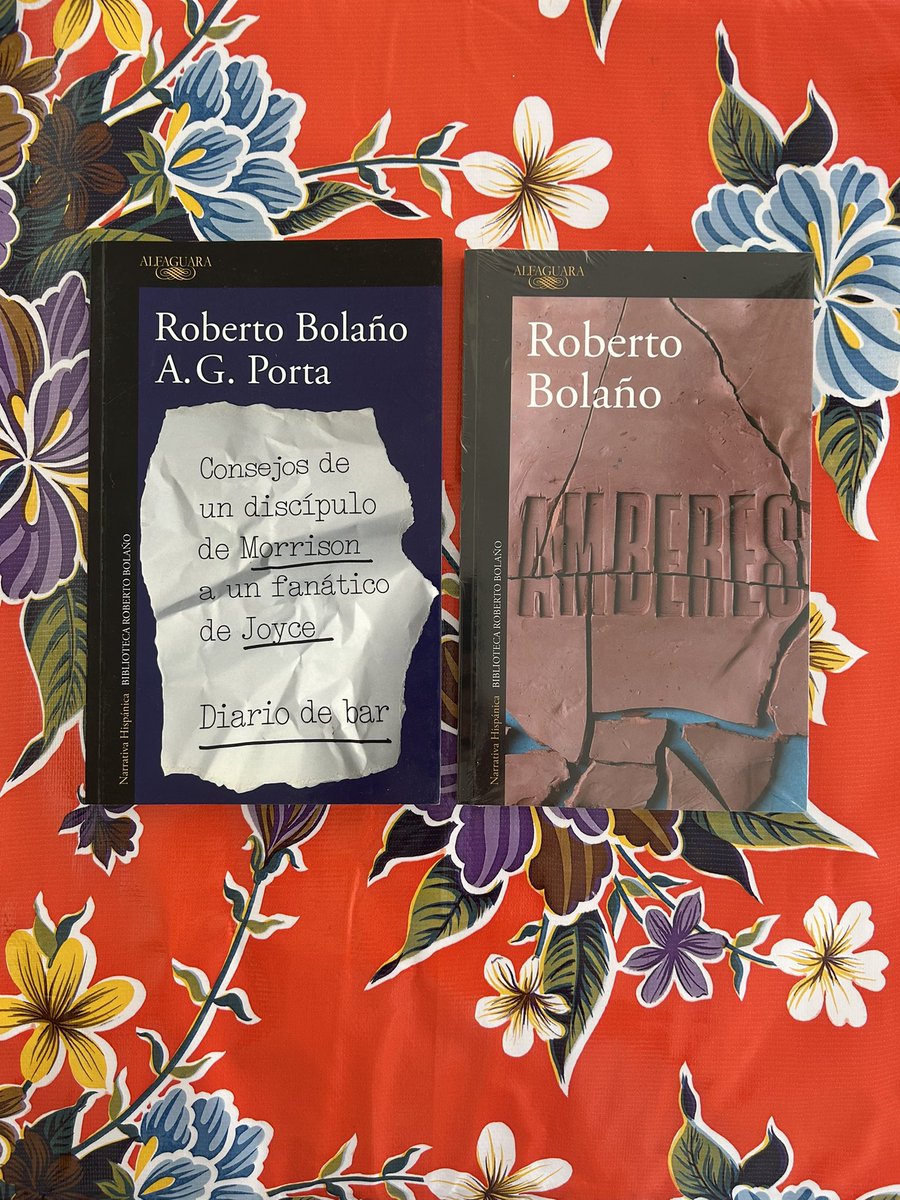 ALFAGUARA
Roberto Bolaño
A. G. Porta
Consejos de
un discípulo
de Morrison
a un fanático
de Joyce
Diario de bar
Narrativa Hispánica BIBLIOTECA ROBERTO BOLAÑO
ALFAGUARA
Roberto
Bolaño
AMBERES
Narrativa Hispánica BIBLIOTECA ROBERTO BOLAÑO